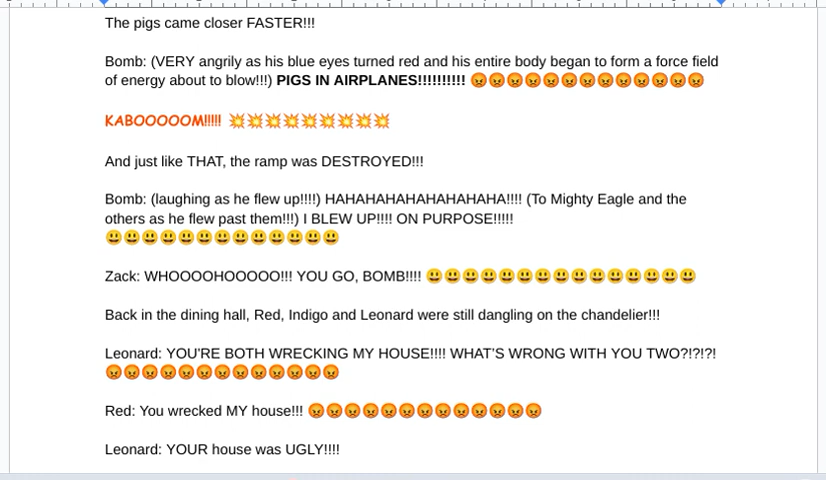 The pigs came closer FASTER!!!
Bomb: (VERY angrily as his blue eyes turned red and his entire body began to form a force field
of energy about to blow!!!) PIGS IN AIRPLANES!!!!!!!!!! 😡😡😡😡😡😡😡😡😡😡😡😡😡
KABOOOOOM!!!!! 💥💥💥💥💥💥💥💥💥
And just like THAT, the ramp was DESTROYED!!!
Bomb: (laughing as he flew up!!!!) HAHAHAHAHAHAHAHAHA!!!! (To Mighty Eagle and the
others as he flew past them!!!) I BLEW UP!!!! ON PURPOSE!!!!!
😃😃😃😃😃😃😃😃😃😃😃😃😃
Zack: WHOOOOHOOOOO!!! YOU GO, BOMB!!!! 😃😃😃😃😃😃😃😃😃😃😃😃😃😃😃
Back in the dining hall, Red, Indigo and Leonard were still dangling on the chandelier!!!
Leonard: YOU'RE BOTH WRECKING MY HOUSE!!!! WHAT'S WRONG WITH YOU TWO?!?!?!
😡😡😡😡😡😡😡😡😡😡😡😡😡
Red: You wrecked MY house!!! 😡😡😡😡😡😡😡😡😡😡😡😡😡
Leonard: YOUR house was UGLY!!!!